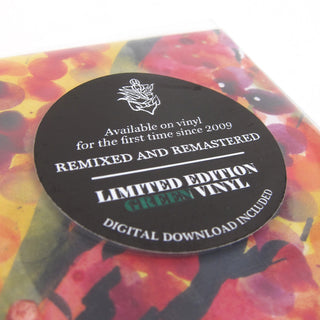 Available on vinyl
for the first time since 2009
REMIXED AND REMASTERED
LIMITED EDITION
GREEN VINYL
DIGITAL DOWNLOAD INCLUDED